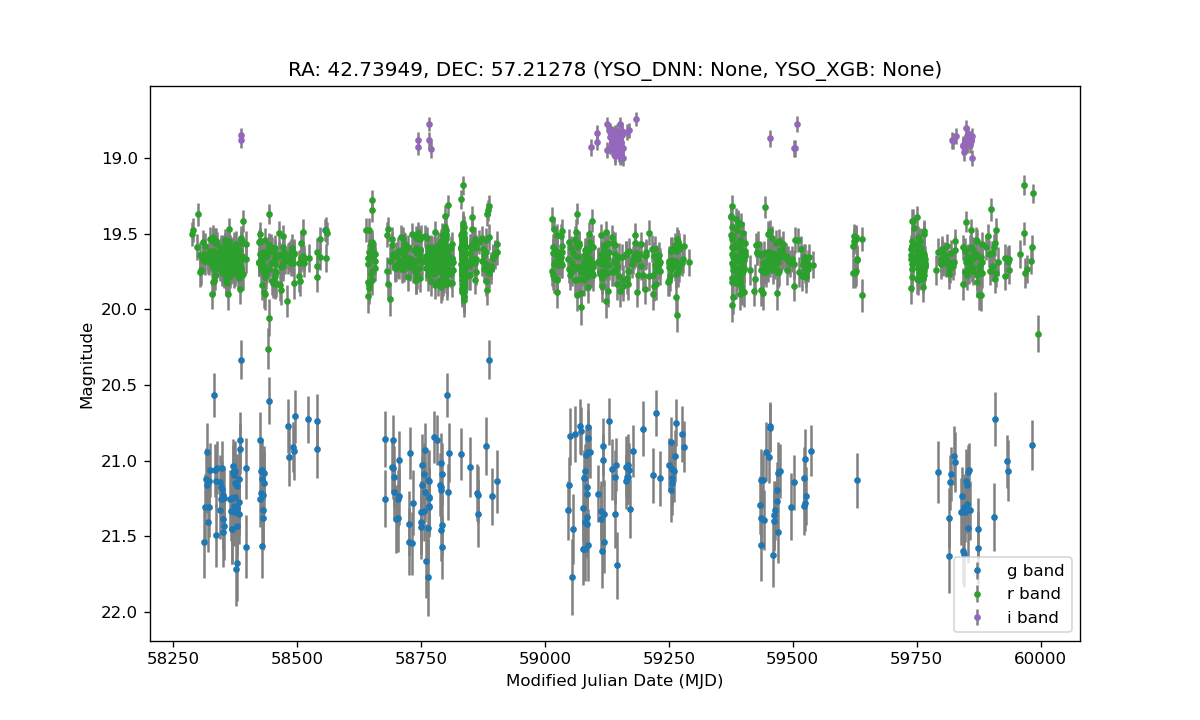 RA: 42.73949, DEC: 57.21278 (YSO_DNN: None, YSO_XGB: None)
Magnitude
19.0
19.5
20.0
20.5
21.0
21.5
22.0
g band
r band
i band
58250 58500 58750 59000 59250 59500 59750 60000
Modified Julian Date (MJD)